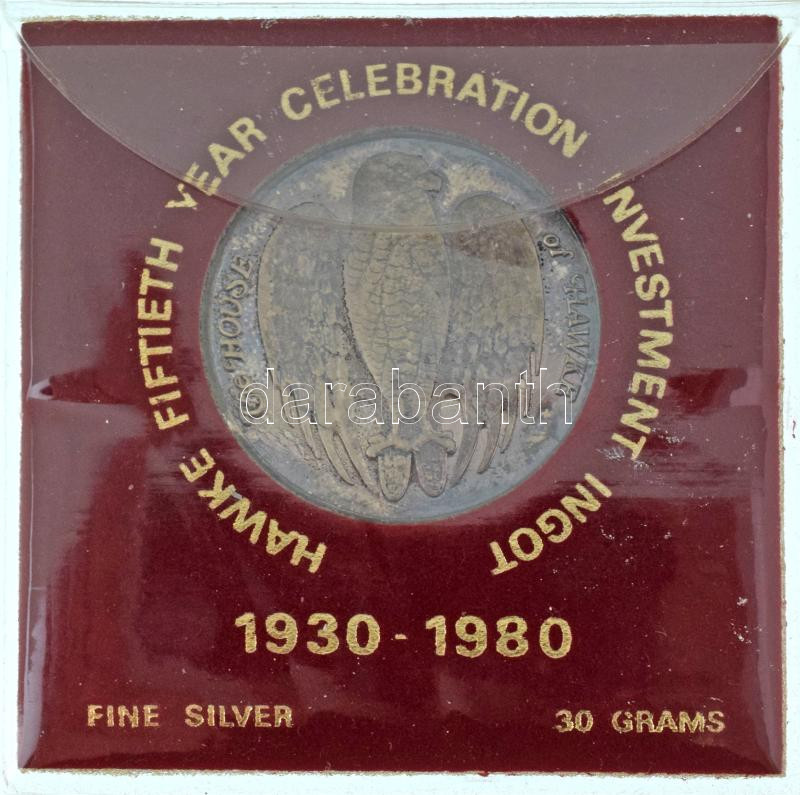 HAWKE FIFTIETH YEAR CELEBRATION INVESTMENT INGOT
HOUSE of HAWKE
darabanth
1930 - 1980
FINE SILVER 30 GRAMS